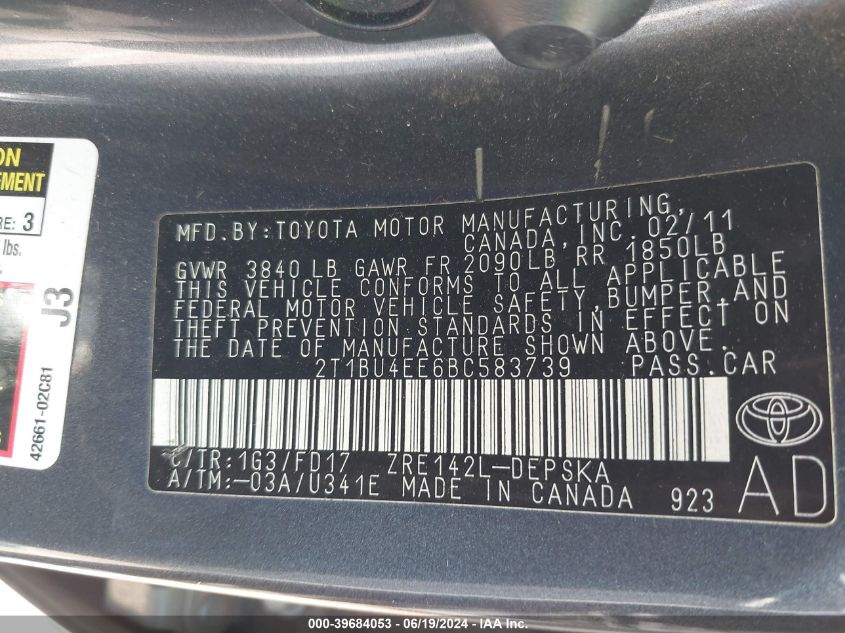 ON
EMENT
RE: 3
lbs.
J3
42661-02C81
MFD. BY: TOYOTA MOTOR MANUFACTURING,
CANADA, INC. 02/11
GVWR 3840 LB GAWR FR 2090LB RR 1850LB
THIS VEHICLE CONFORMS TO ALL APPLICABLE
FEDERAL MOTOR VEHICLE SAFETY, BUMPER, AND
THEFT PREVENTION STANDARDS IN EFFECT ON
THE DATE OF MANUFACTURE SHOWN ABOVE.
2T1BU4EE6BC583739 PASS. CAR
C/TR: 1G3/FD17 ZRE142L-DEPSKA
A/TM: -03A/U341E MADE IN CANADA 923 AD
000-39684053 / 06/19/2024 / Copyright IAA, Inc.